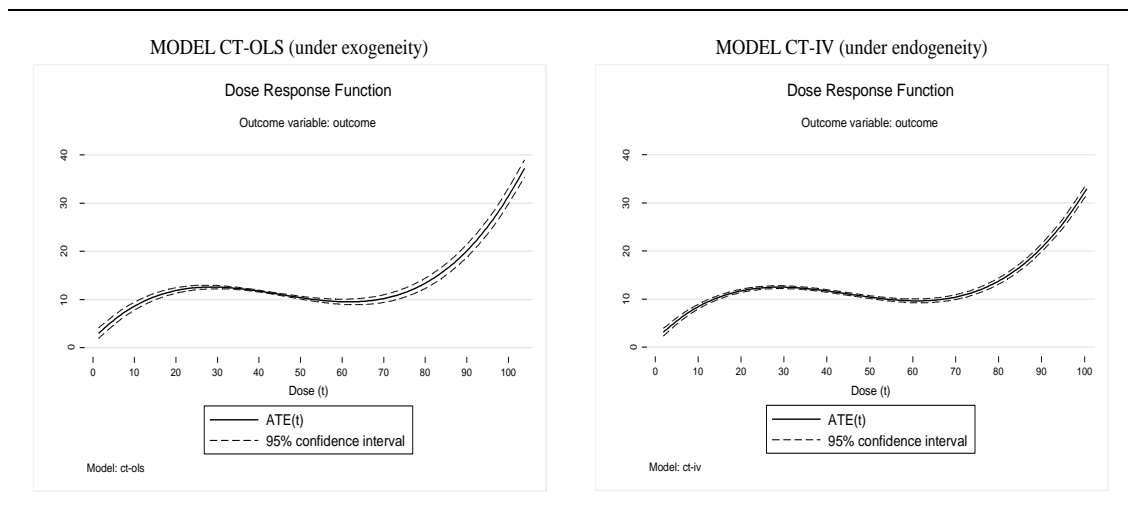 MODEL CT-OLS (under exogeneity)
Dose Response Function
Outcome variable: outcome
40
30
20
10
0
0 10 20 30 40 50 60 70 80 90 100
Dose (t)
ATE(t)
95% confidence interval
Model: ct-ols
MODEL CT-IV (under endogeneity)
Dose Response Function
Outcome variable: outcome
40
30
20
10
0
0 10 20 30 40 50 60 70 80 90 100
Dose (t)
ATE(t)
95% confidence interval
Model: ct-iv